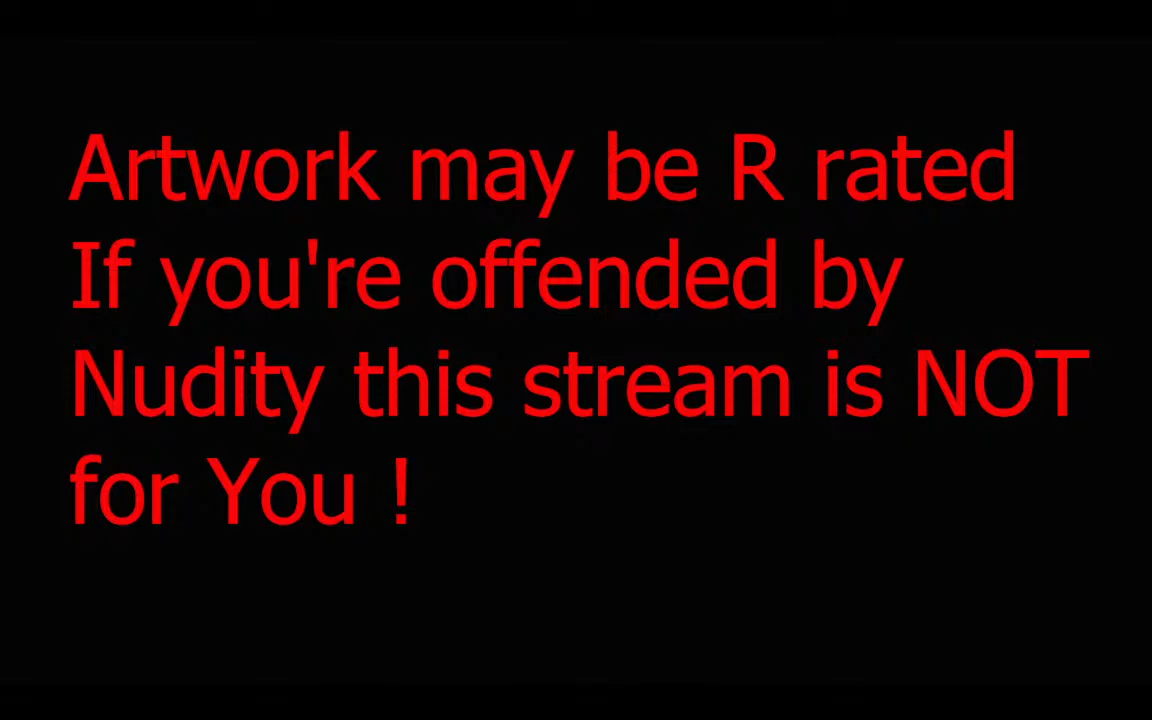 Artwork may be R rated
If you're offended by
Nudity this stream is NOT
for You !